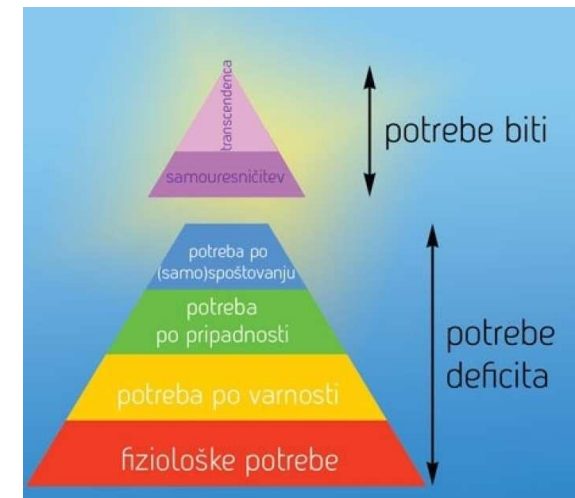 transcendenca
samouresničitev
potrebe biti
potreba po
(samo)spoštovanju
potreba
po pripadnosti
potreba po varnosti
fiziološke potrebe
potrebe
deficita